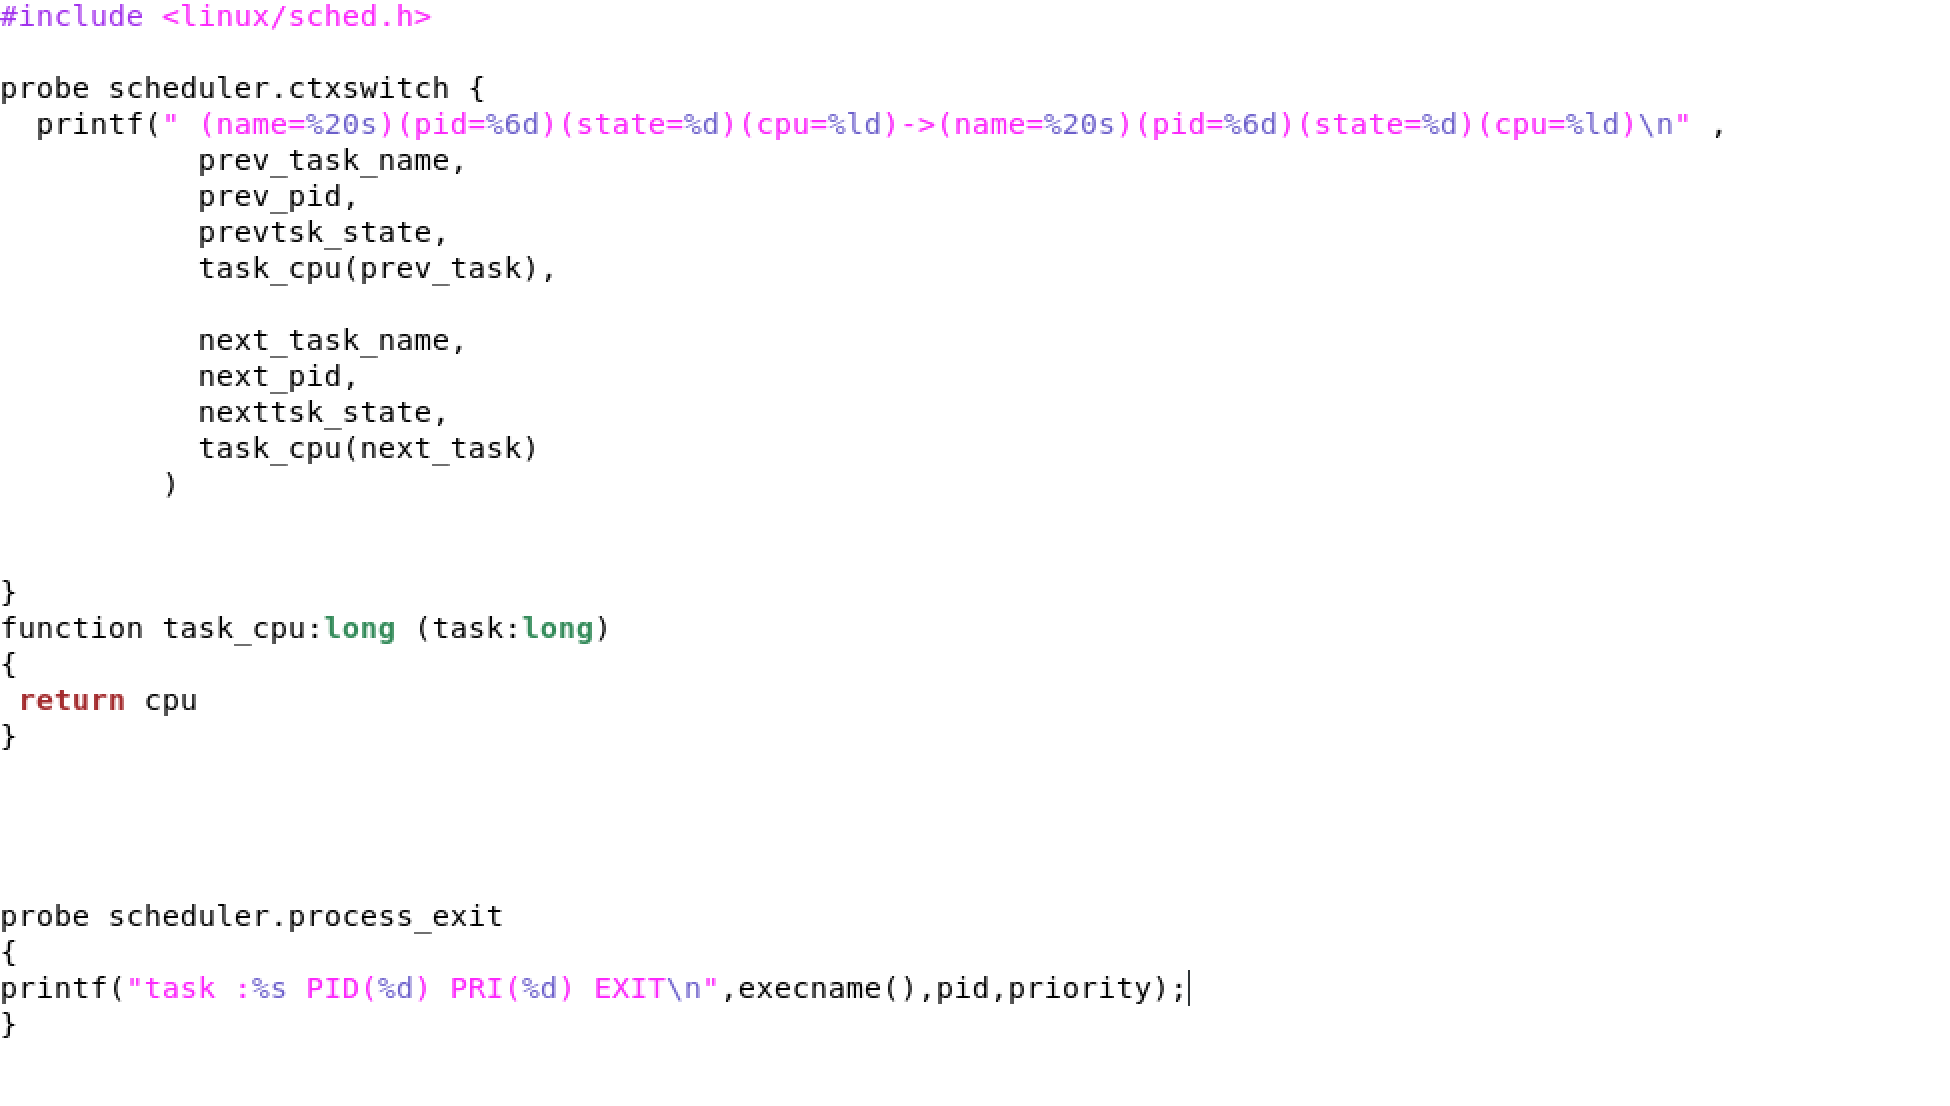 #include <linux/sched.h>
probe scheduler.ctxswitch {
  printf(" (name=%20s)(pid=%6d)(state=%d)(cpu=%ld)->(name=%20s)(pid=%6d)(state=%d)(cpu=%ld)\n" ,
           prev_task_name,
           prev_pid,
           prevtsk_state,
           task_cpu(prev_task),
           next_task_name,
           next_pid,
           nexttsk_state,
           task_cpu(next_task)
         )
}
function task_cpu:long (task:long)
{
 return cpu
}
probe scheduler.process_exit
{
printf("task :%s PID(%d) PRI(%d) EXIT\n",execname(),pid,priority);
}